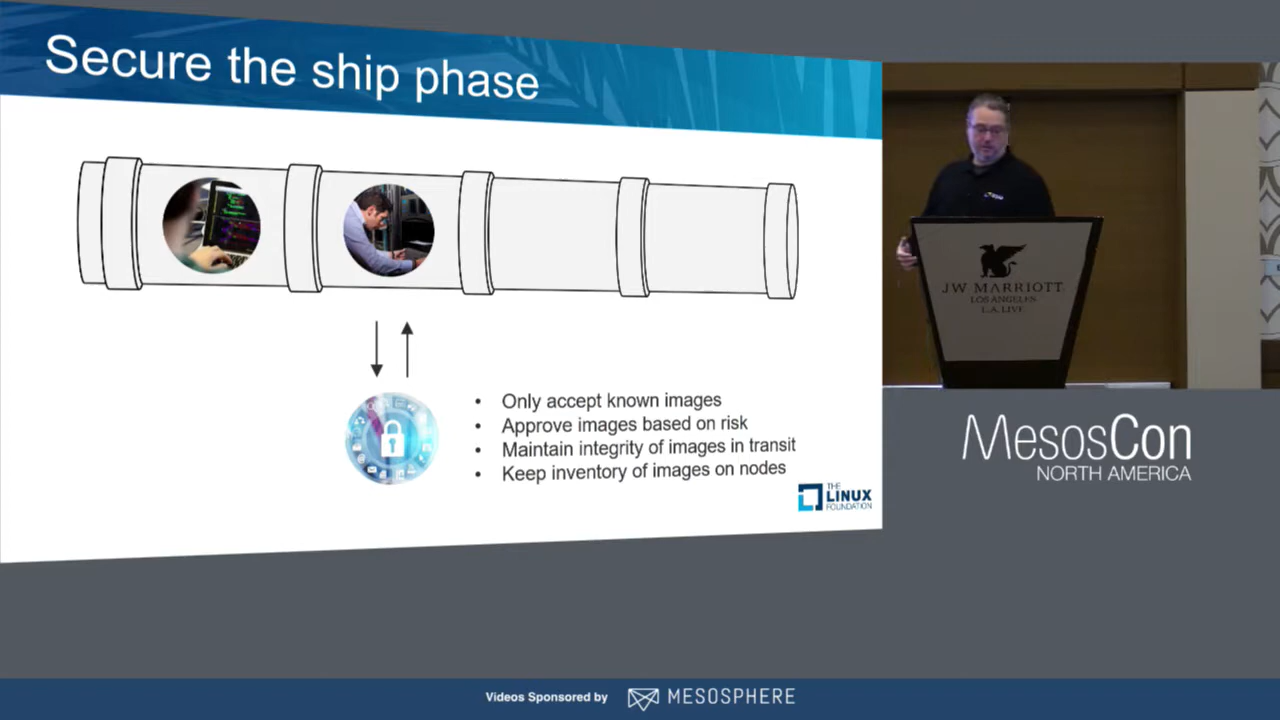 Secure the ship phase
• Only accept known images
• Approve images based on risk
• Maintain integrity of images in transit
• Keep inventory of images on nodes
THE
LINUX
FOUNDATION
JW MARRIOTT
LOS ANGELES
L.A. LIVE
MesosCon
NORTH AMERICA
Videos Sponsored by MESOSPHERE